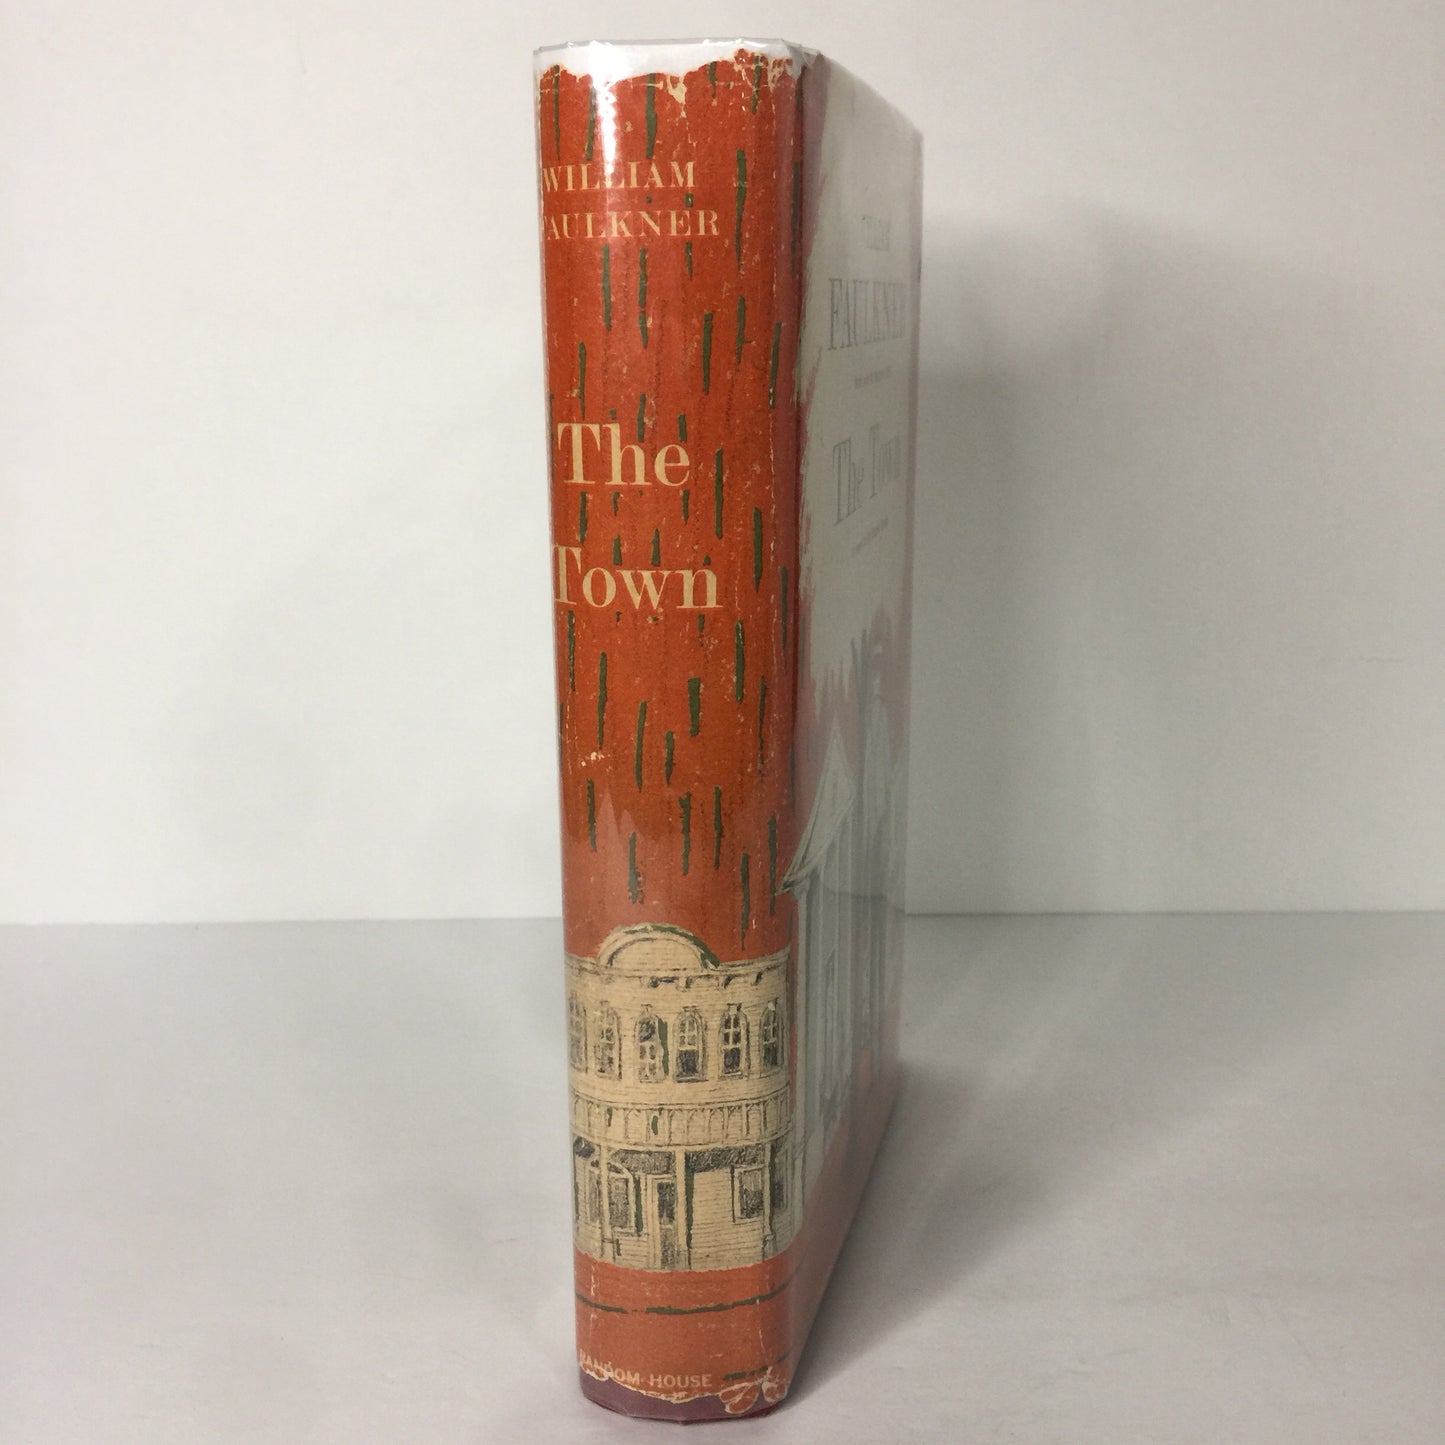 WILLIAM
FAULKNER
The
Town
RANDOM HOUSE
FAULKNER
The Town